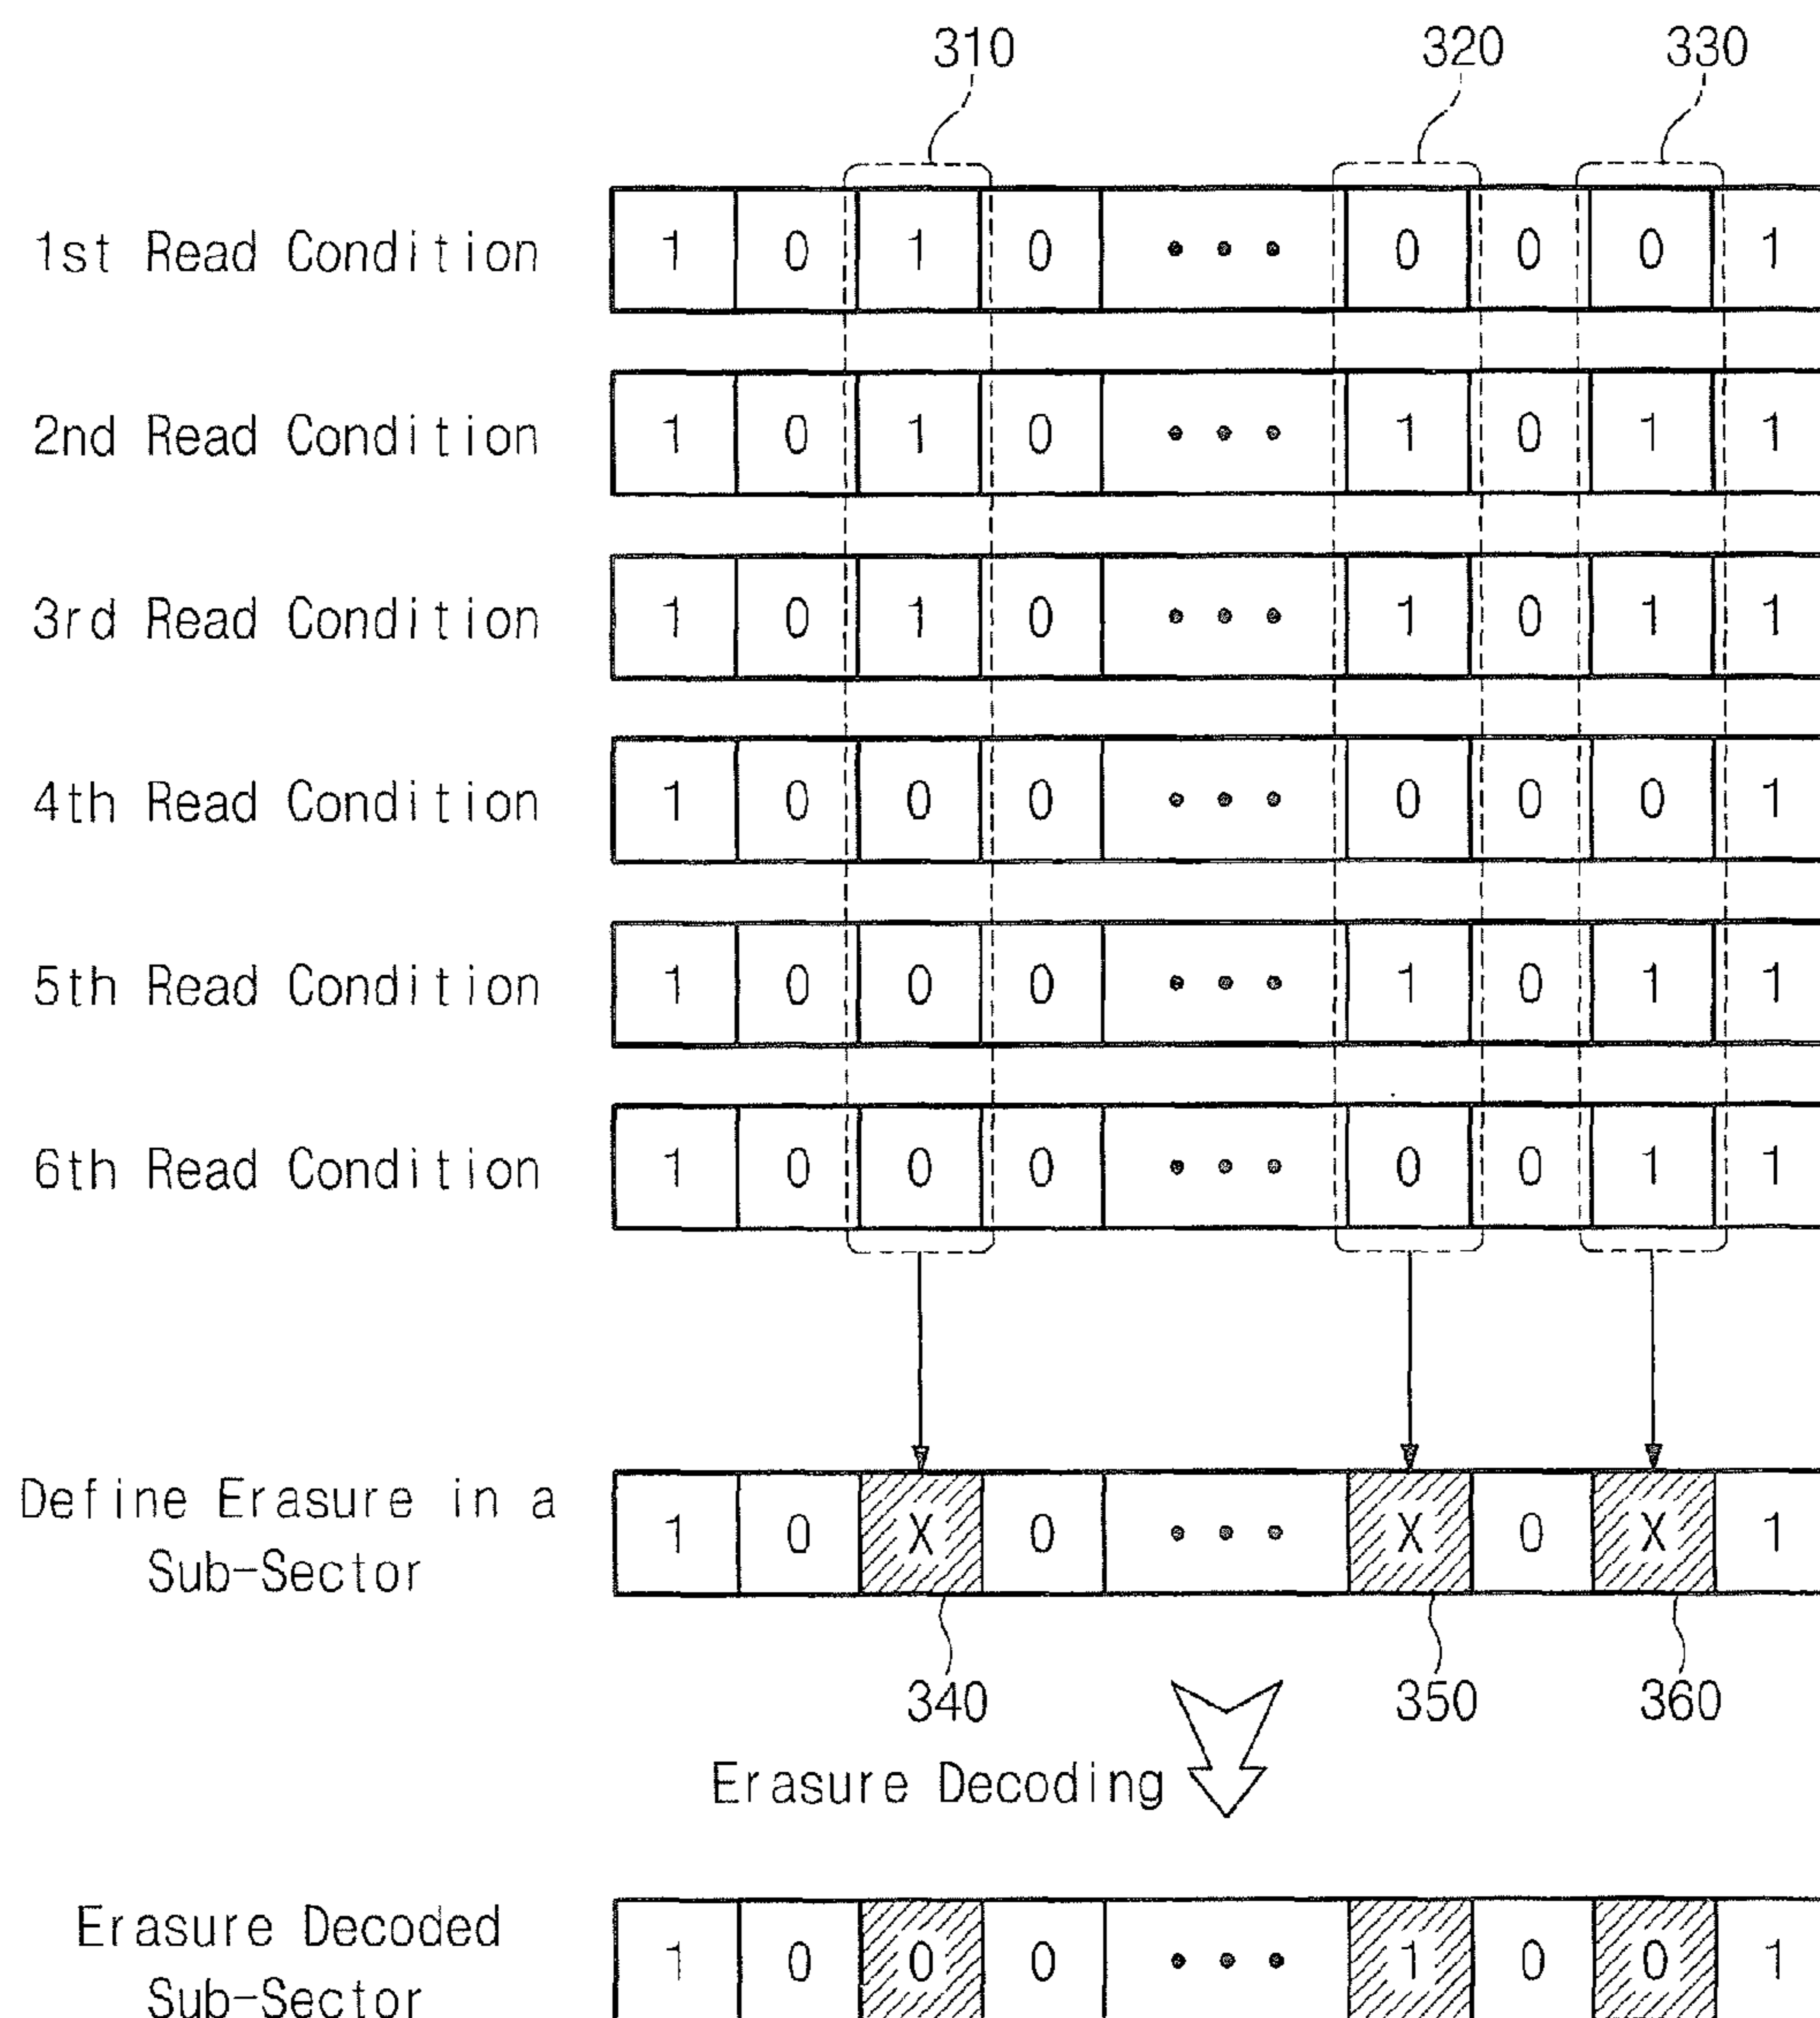 310 320 330
1st Read Condition 1 0 1 0 • • • 0 0 0 1
2nd Read Condition 1 0 1 0 • • • 1 0 1 1
3rd Read Condition 1 0 1 0 • • • 1 0 1 1
4th Read Condition 1 0 0 0 • • • 0 0 0 1
5th Read Condition 1 0 0 0 • • • 1 0 1 1
6th Read Condition 1 0 0 0 • • • 0 0 1 1
Define Erasure in a
Sub-Sector
1 0 X 0 • • • X 0 X 1
340 350 360
Erasure Decoding
Erasure Decoded
Sub-Sector
1 0 0 0 • • • 1 0 0 1